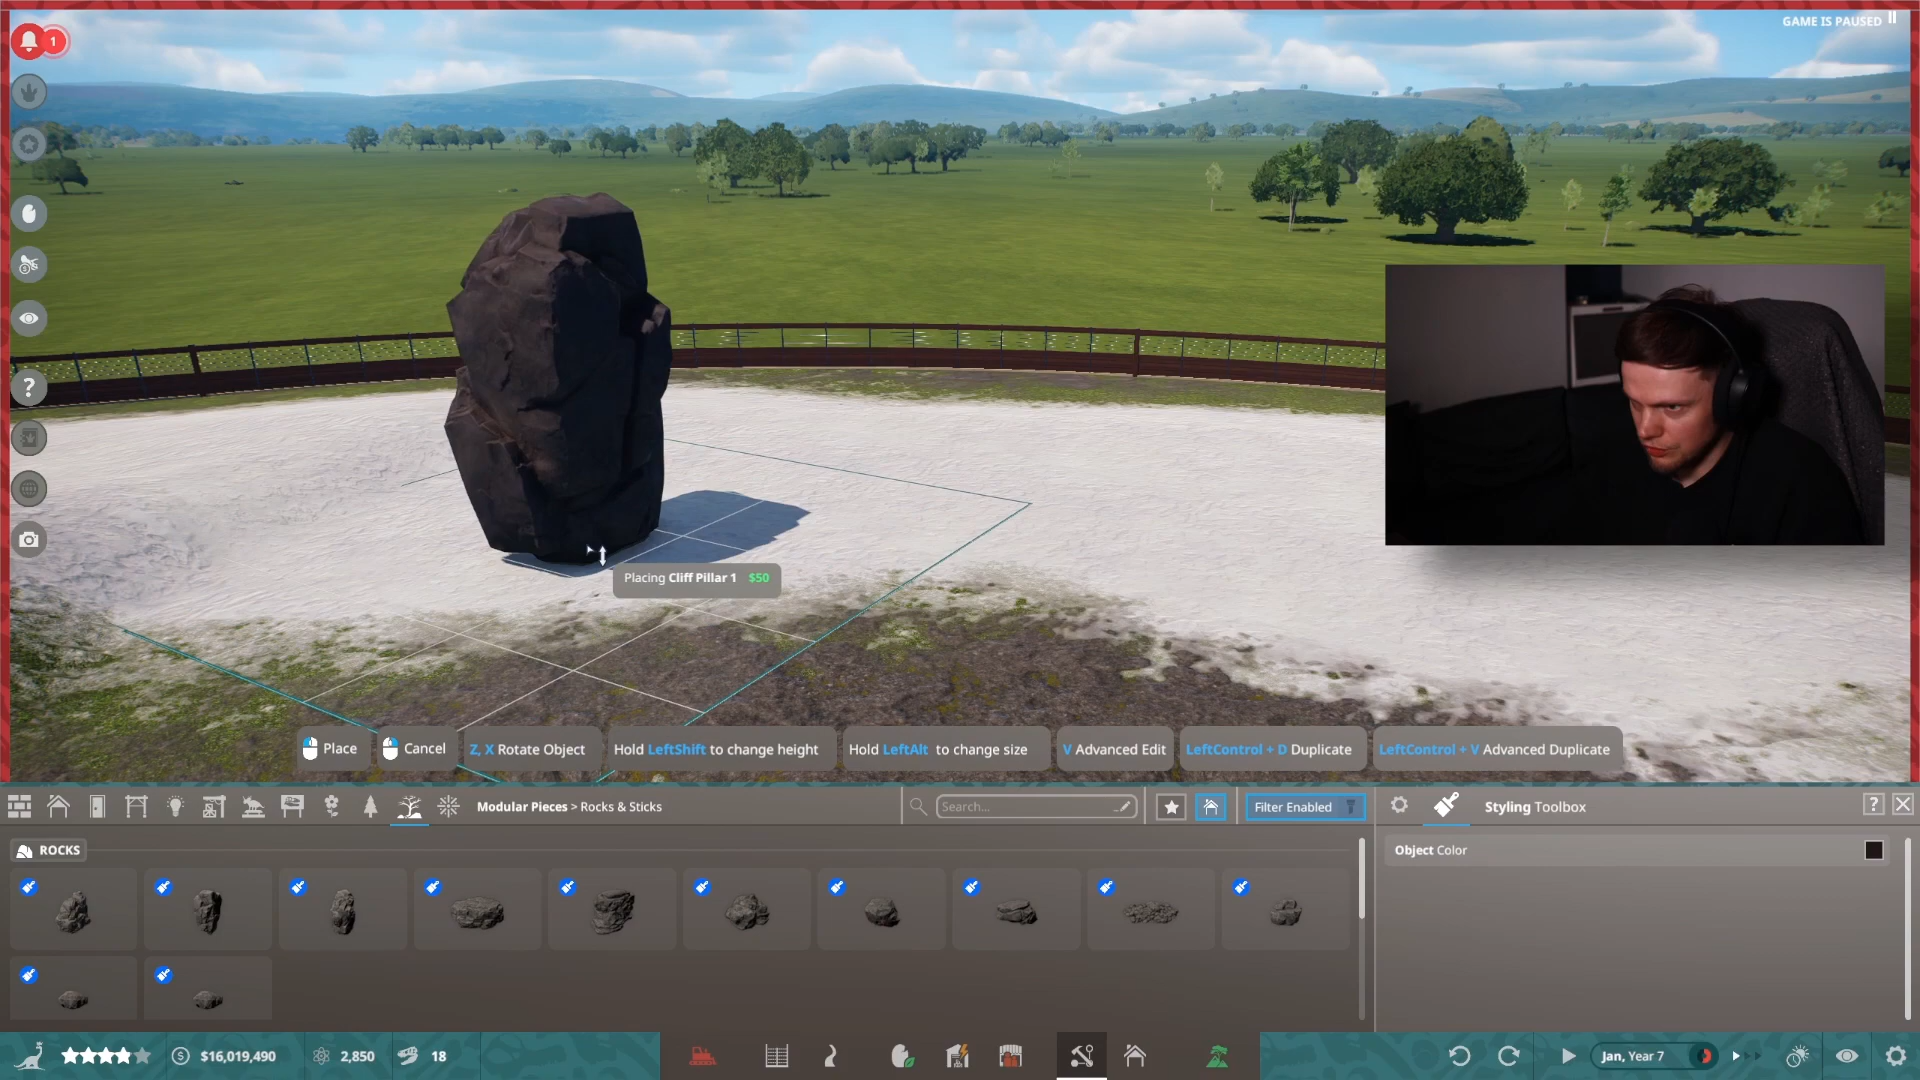 1
GAME IS PAUSED
?
Placing Cliff Pillar 1 $50
Place
Cancel
Z, X Rotate Object
Hold LeftShift to change height
Hold LeftAlt to change size
V Advanced Edit
LeftControl + D Duplicate
LeftControl + V Advanced Duplicate
Modular Pieces > Rocks & Sticks
Search...
Filter Enabled
Styling Toolbox
?
ROCKS
Object Color
$16,019,490
2,850
18
Jan, Year 7